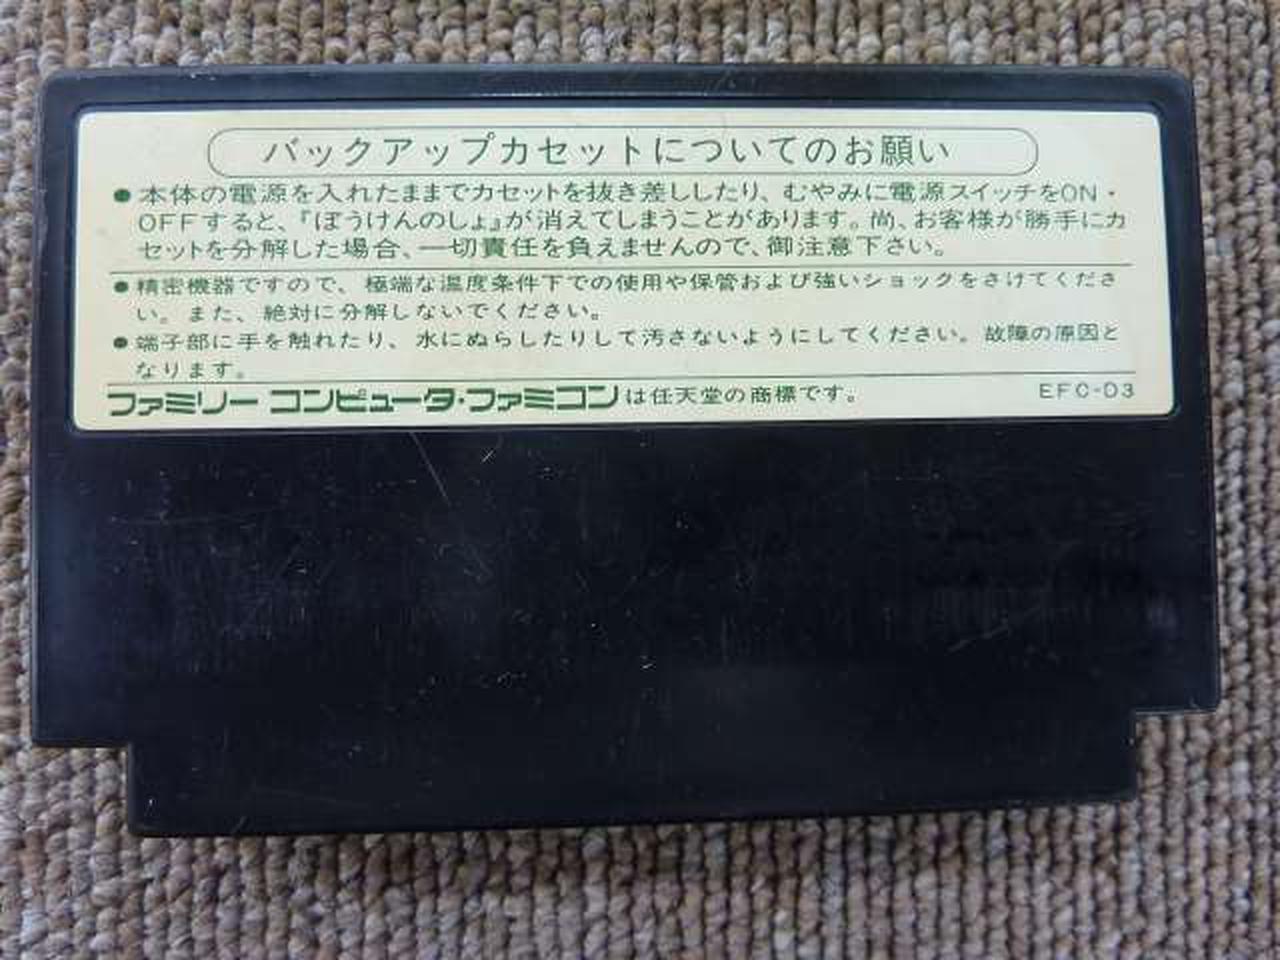 バックアップカセットについてのお願い
●本体の電源を入れたままでカセットを抜き差ししたり、むやみに電源スイッチをON・
OFFすると、『ぼうけんのしょ』が消えてしまうことがあります。尚、お客様が勝手にカ
セットを分解した場合、一切責任を負えませんので、御注意下さい。
●精密機器ですので、極端な温度条件下での使用や保管および強いショックをさけてくださ
い。また、絶対に分解しないでください。
●端子部に手を触れたり、水にぬらしたりして汚さないようにしてください。故障の原因と
なります。
ファミリー コンピュータ・ファミコンは任天堂の商標です。 EFC-D3